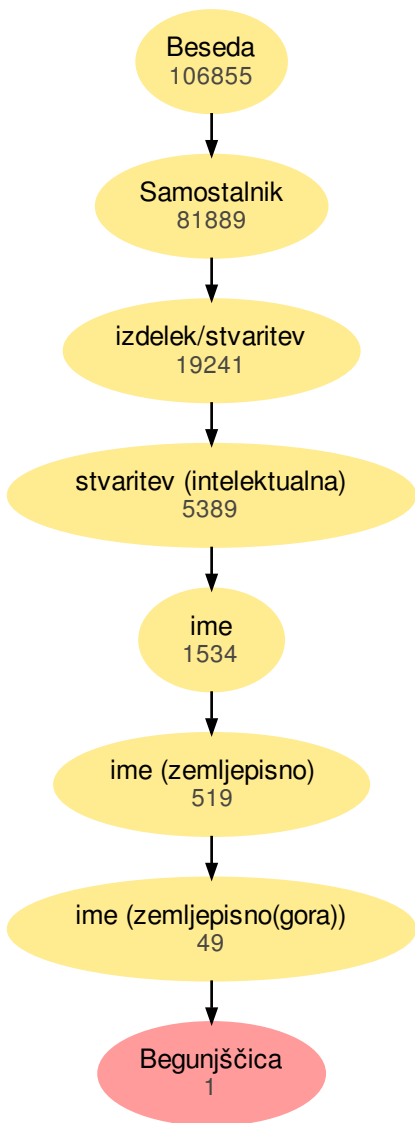 Beseda
106855
Samostalnik
81889
izdelek/stvaritev
19241
stvaritev (intelektualna)
5389
ime
1534
ime (zemljepisno)
519
ime (zemljepisno(gora))
49
Begunjščica
1